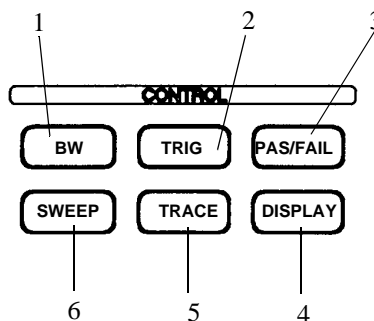 1 2 3
CONTROL
BW TRIG PAS/FAIL
SWEEP TRACE DISPLAY
6 5 4